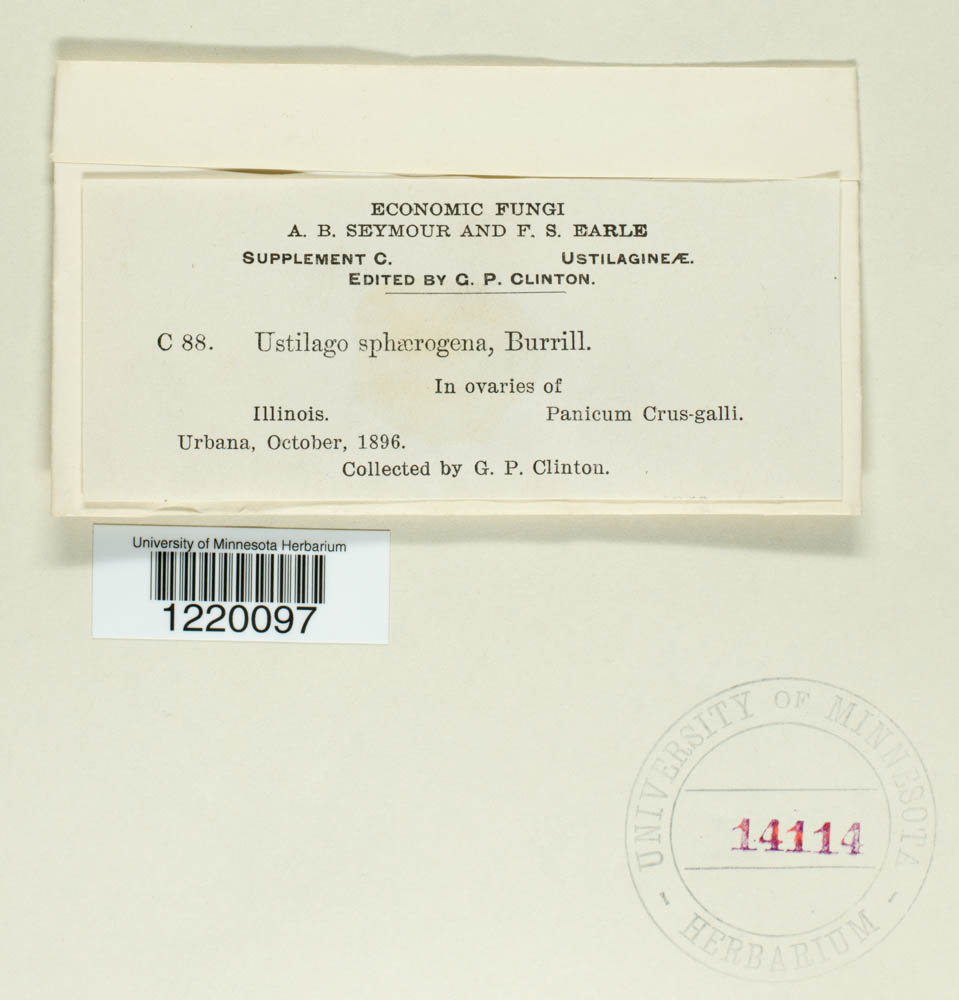 ECONOMIC FUNGI
A. B. SEYMOUR AND F. S. EARLE
SUPPLEMENT C. USTILAGINEÆ.
EDITED BY G. P. CLINTON.
C 88. Ustilago sphærogena, Burrill.
In ovaries of
Illinois. Panicum Crus-galli.
Urbana, October, 1896.
Collected by G. P. Clinton.
University of Minnesota Herbarium
1220097
UNIVERSITY OF MINNESOTA
14114
- HERBARIUM -